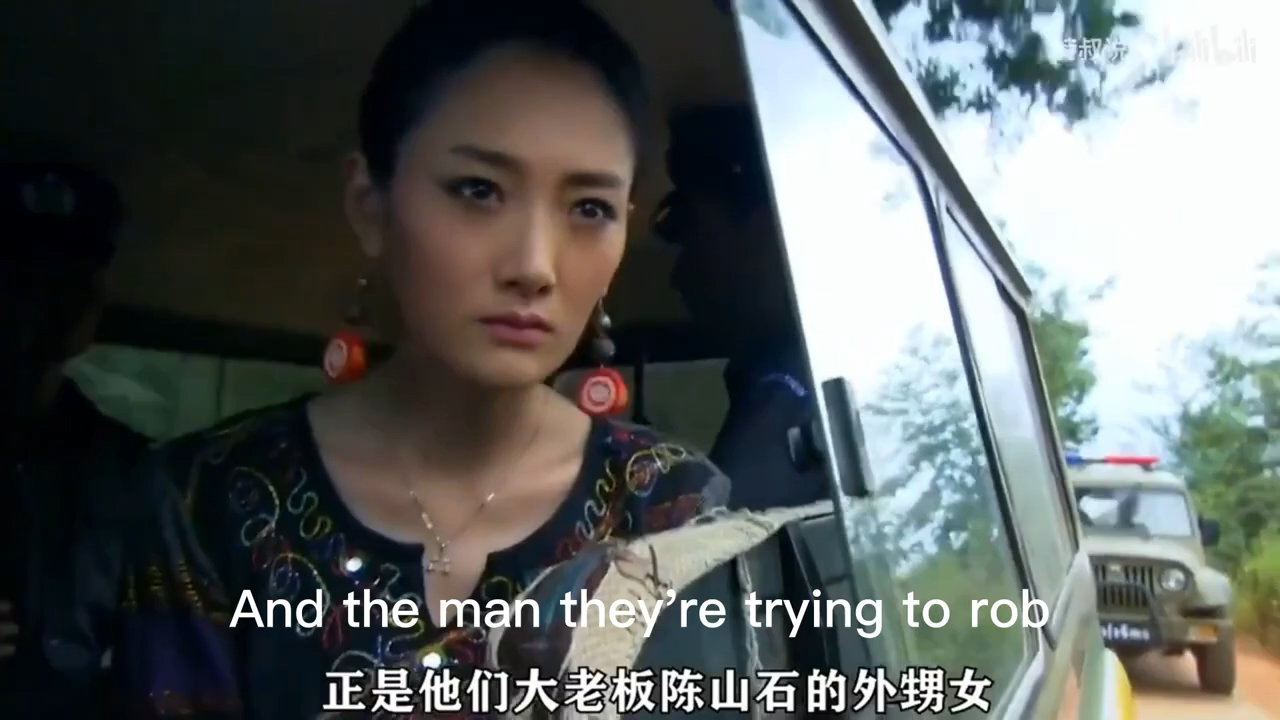 bilibili
And the man they're trying to rob
正是他们大老板陈山石的外甥女